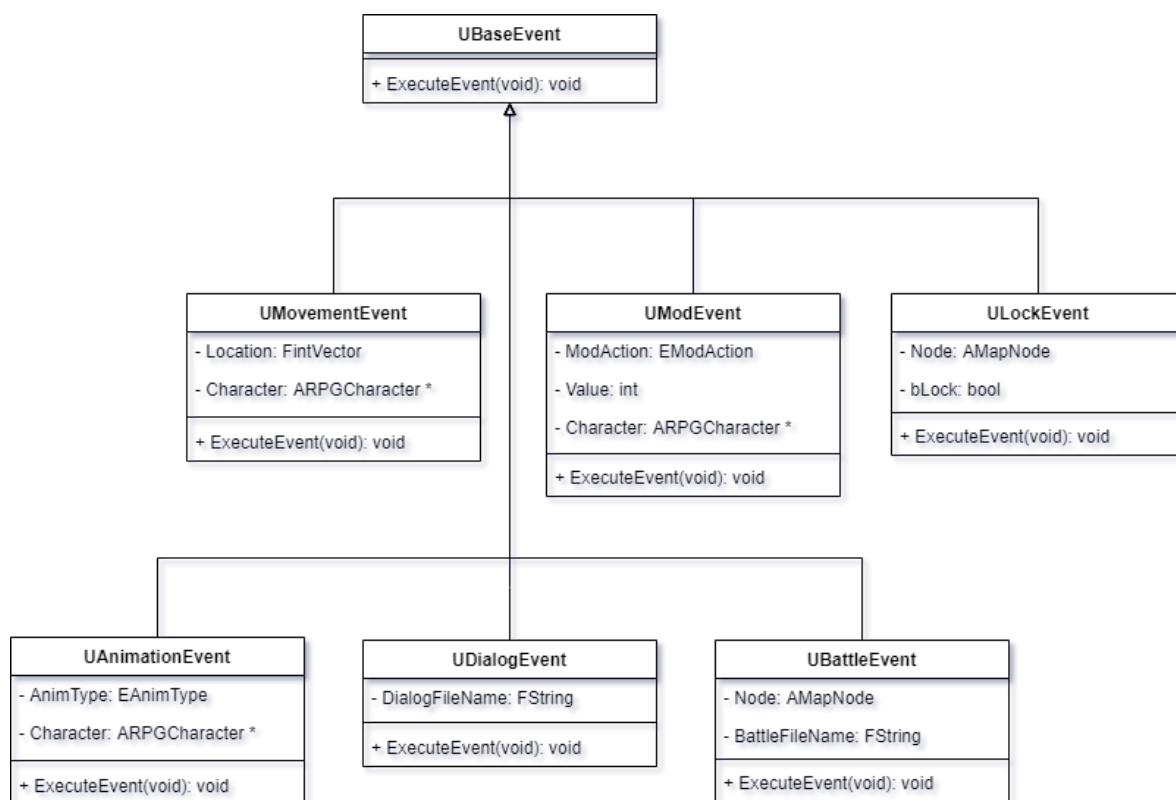 UBaseEvent
+ ExecuteEvent(void): void
UMovementEvent
- Location: FintVector
- Character: ARPGCharacter *
+ ExecuteEvent(void): void
UModEvent
- ModAction: EModAction
- Value: int
- Character: ARPGCharacter *
+ ExecuteEvent(void): void
ULockEvent
- Node: AMapNode
- bLock: bool
+ ExecuteEvent(void): void
UAnimationEvent
- AnimType: EAnimType
- Character: ARPGCharacter *
+ ExecuteEvent(void): void
UDialogEvent
- DialogFileName: FString
+ ExecuteEvent(void): void
UBattleEvent
- Node: AMapNode
- BattleFileName: FString
+ ExecuteEvent(void): void